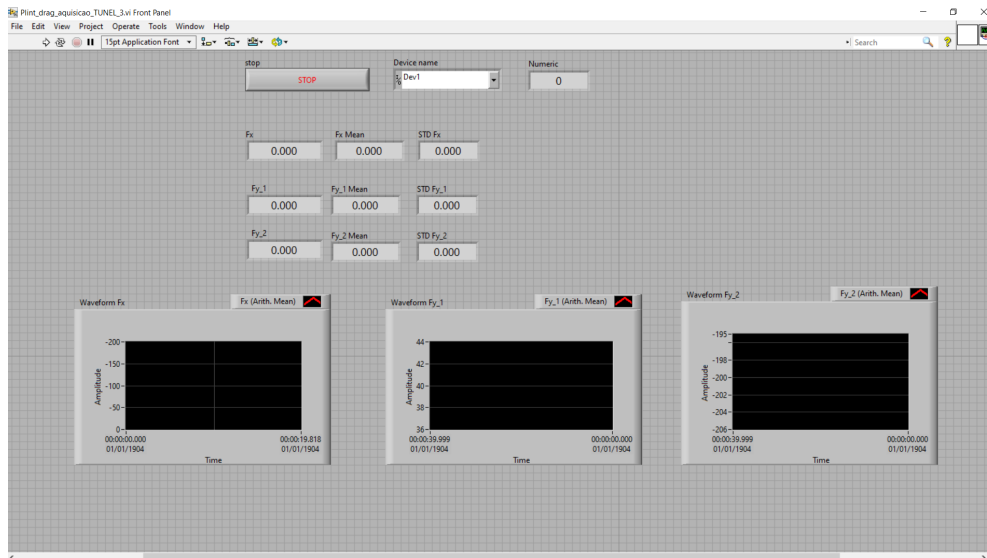 Plint_drag_aquisicao_TUNEL_3.vi Front Panel
File Edit View Project Operate Tools Window Help
15pt Application Font
Search
stop
Device name
Numeric
STOP
Dev1
0
Fx
Fx Mean
STD Fx
0.000
0.000
0.000
Fy_1
Fy_1 Mean
STD Fy_1
0.000
0.000
0.000
Fy_2
Fy_2 Mean
STD Fy_2
0.000
0.000
0.000
Waveform Fx
Fx (Arith. Mean)
-200
-150
-100
-50
0
Amplitude
00:00:00.000
01/01/1904
00:00:19.818
01/01/1904
Time
Waveform Fy_1
Fy_1 (Arith. Mean)
44
42
40
38
36
Amplitude
00:00:39.999
01/01/1904
00:00:00.000
01/01/1904
Time
Waveform Fy_2
Fy_2 (Arith. Mean)
-195
-198
-200
-202
-204
-206
Amplitude
00:00:39.999
01/01/1904
00:00:00.000
01/01/1904
Time